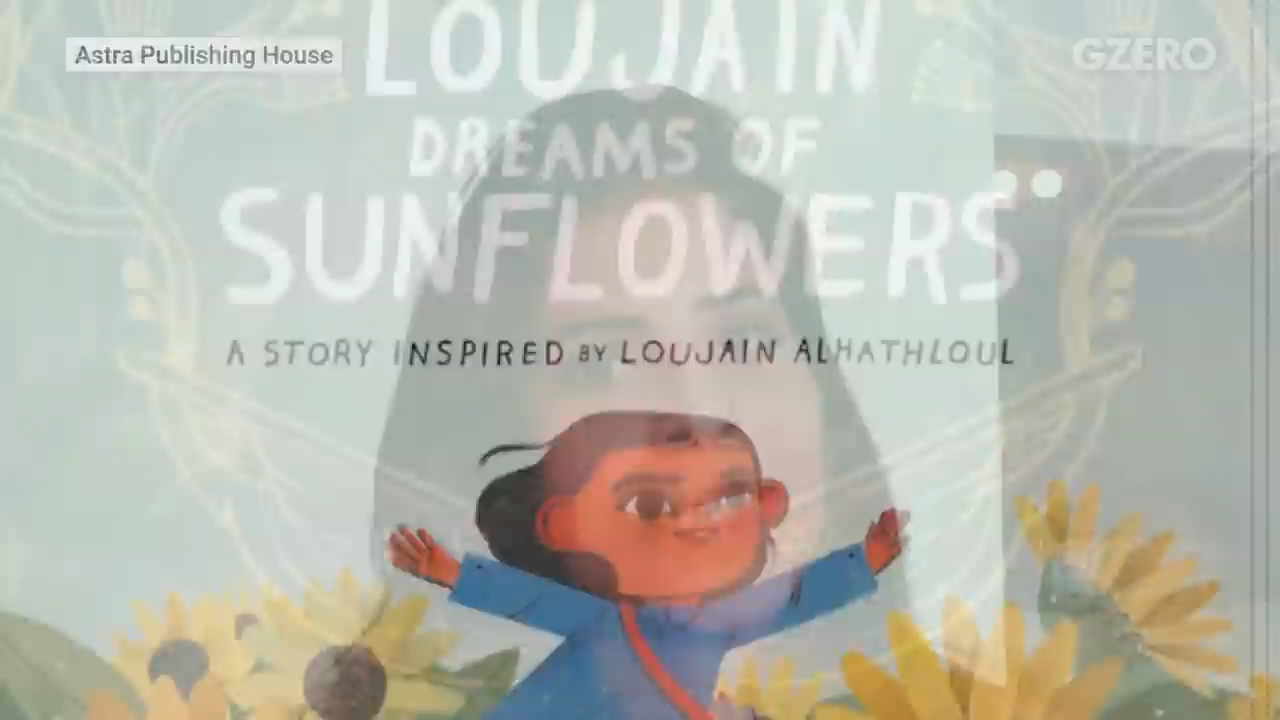 Astra Publishing House
GZERO
LOUJAIN
DREAMS OF
SUNFLOWERS
A STORY INSPIRED BY LOUJAIN ALHATHLOUL